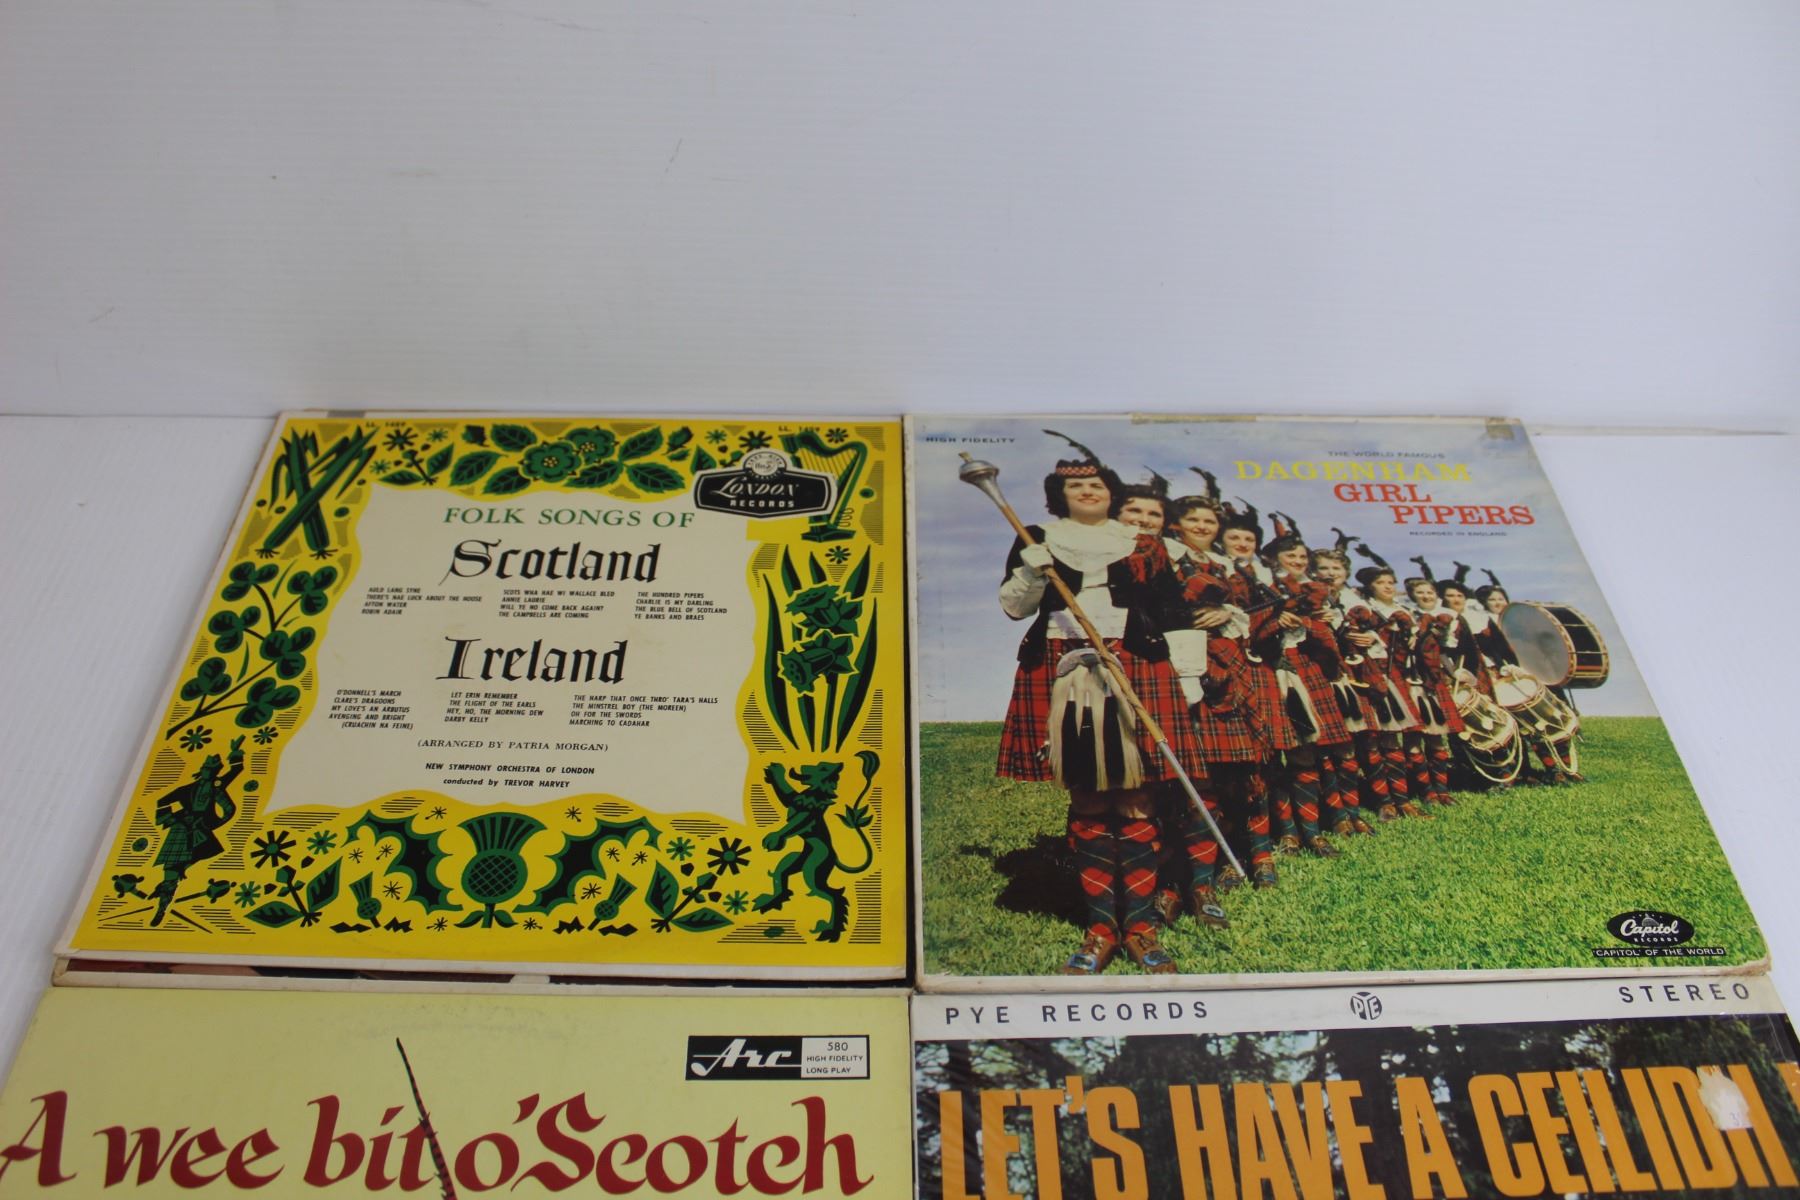 LL. 1459
LL. 1459
LONDON
RECORDS
FOLK SONGS OF
Scotland
AULD LANG SYNE
THERE'S NAE LUCK ABOUT THE HOUSE
AFTON WATER
ROBIN ADAIR
SCOTS WHA HAE WI WALLACE BLED
ANNIE LAURIE
WILL YE NO COME BACK AGAIN?
THE CAMPBELLS ARE COMING
THE HUNDRED PIPERS
CHARLIE IS MY DARLING
THE BLUE BELL OF SCOTLAND
YE BANKS AND BRAES
Ireland
O'DONNELL'S MARCH
CLARE'S DRAGOONS
MY LOVE'S AN ARBUTUS
AVENGING AND BRIGHT
(CRUACHIN NA FEINE)
LET ERIN REMEMBER
THE FLIGHT OF THE EARLS
HEY, HO, THE MORNING DEW
DARBY KELLY
THE HARP THAT ONCE THRO' TARA'S HALLS
THE MINSTREL BOY (THE MOREEN)
OH FOR THE SWORDS
MARCHING TO CADAHAR
(ARRANGED BY PATRIA MORGAN)
NEW SYMPHONY ORCHESTRA OF LONDON
conducted by TREVOR HARVEY
HIGH FIDELITY
THE WORLD FAMOUS
DAGENHAM
GIRL
PIPERS
RECORDED IN ENGLAND
Capitol
RECORDS
'CAPITOL' OF THE WORLD
Arc
580
HIGH FIDELITY
LONG PLAY
A wee bit o' Scotch
PYE RECORDS
PYE
STEREO
LET'S HAVE A CEILIDH